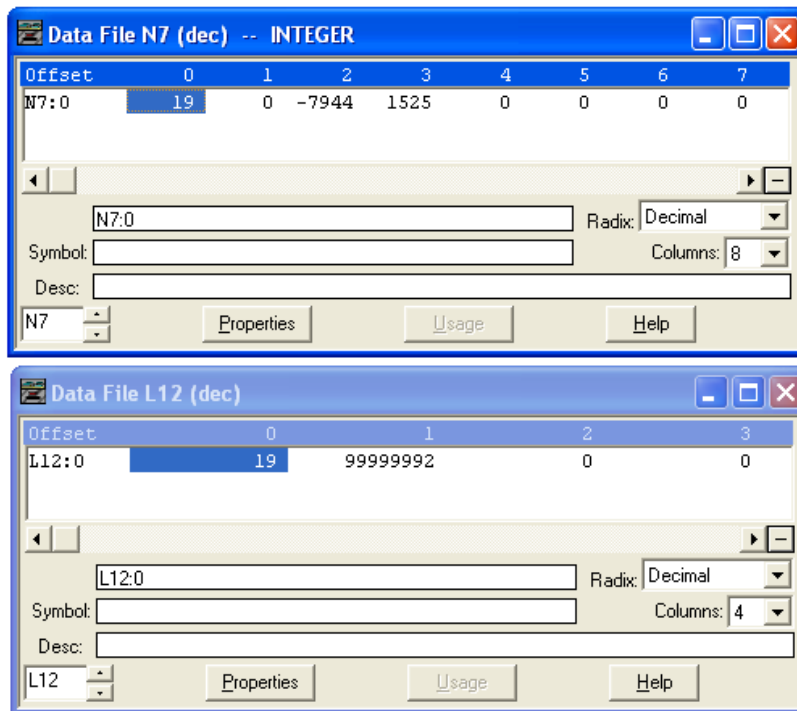 Data File N7 (dec) -- INTEGER
Offset 0 1 2 3 4 5 6 7
N7:0 19 0 -7944 1525 0 0 0 0
N7:0 Radix: Decimal
Symbol: Columns: 8
Desc:
N7 Properties Usage Help
Data File L12 (dec)
Offset 0 1 2 3
L12:0 19 99999992 0 0
L12:0 Radix: Decimal
Symbol: Columns: 4
Desc:
L12 Properties Usage Help